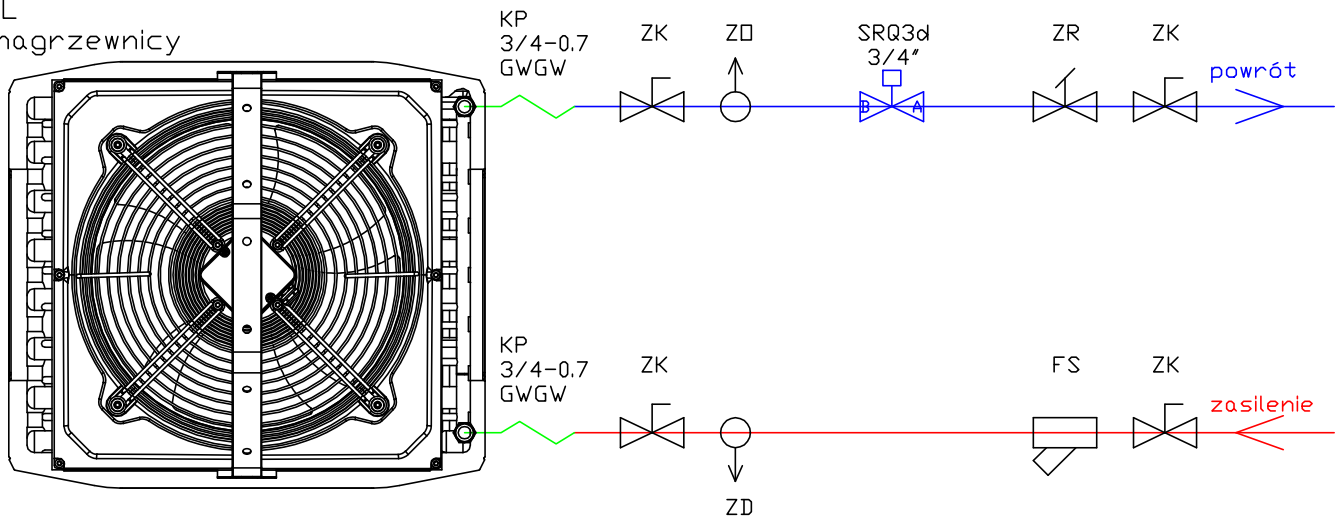 L
nagrzewnicy
KP
3/4-0.7
GWGW
ZK
ZO
SRQ3d
3/4"
ZR
ZK
powrót
B
A
KP
3/4-0.7
GWGW
ZK
ZD
FS
ZK
zasilenie